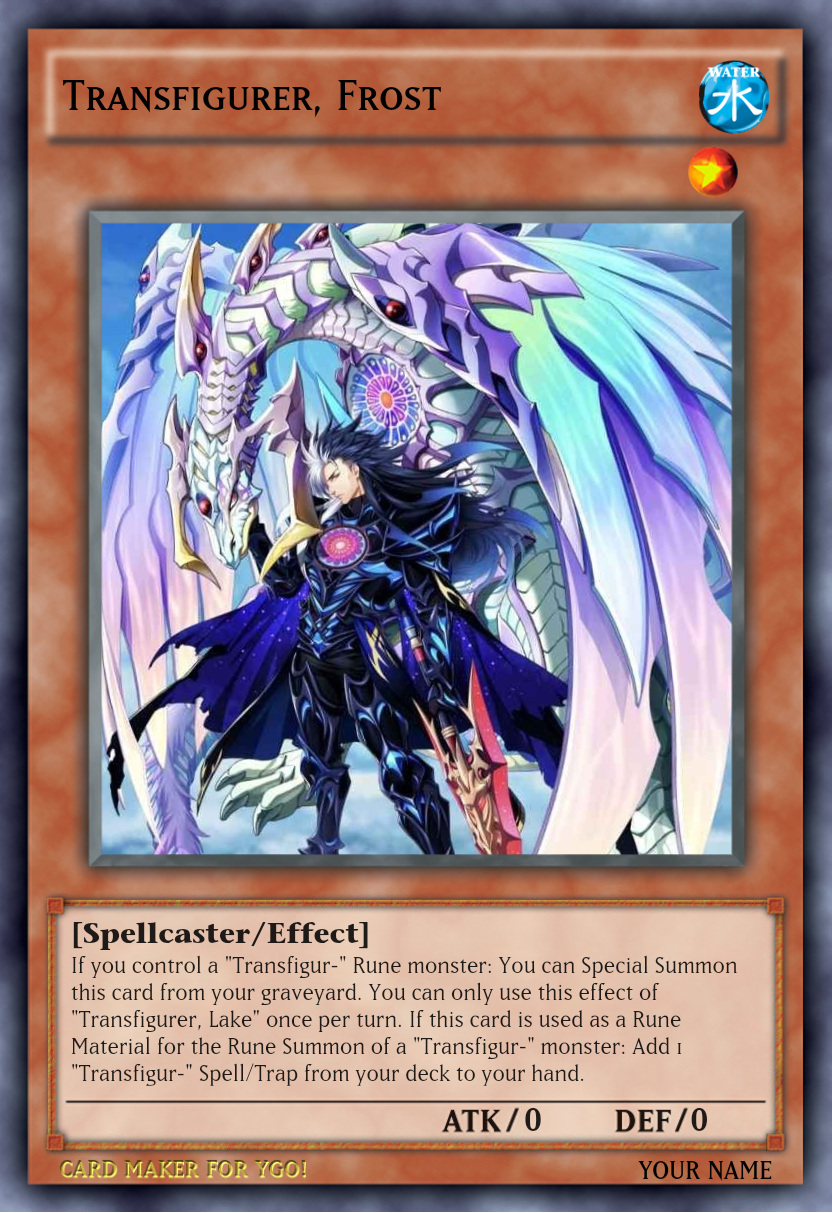 Transfigurer, Frost
WATER
水
[Spellcaster/Effect]
If you control a "Transfigur-" Rune monster: You can Special Summon
this card from your graveyard. You can only use this effect of
"Transfigurer, Lake" once per turn. If this card is used as a Rune
Material for the Rune Summon of a "Transfigur-" monster: Add 1
"Transfigur-" Spell/Trap from your deck to your hand.
ATK/0 DEF/0
CARD MAKER FOR YGO! YOUR NAME